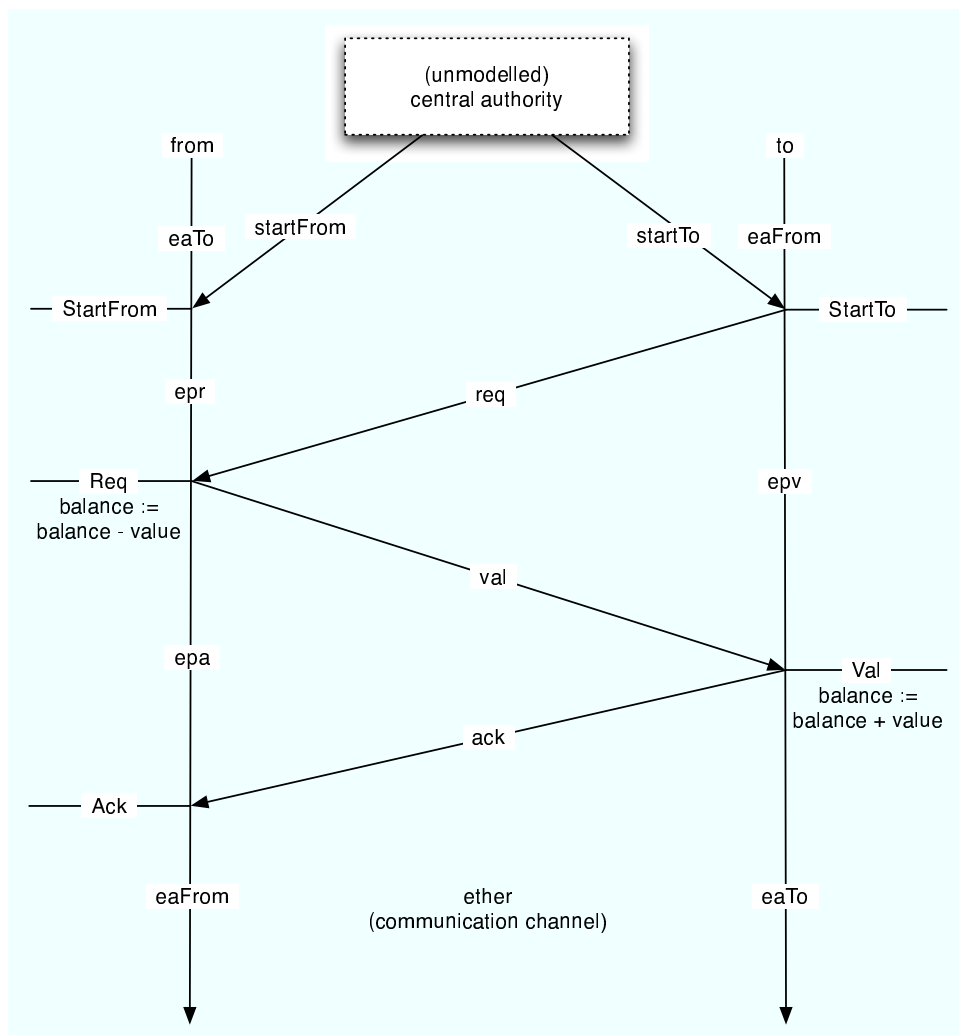 (unmodelled)
central authority
from
to
startFrom
startTo
eaTo
eaFrom
StartFrom
StartTo
epr
req
Req
balance :=
balance - value
epv
val
epa
Val
balance :=
balance + value
ack
Ack
eaFrom
ether
(communication channel)
eaTo